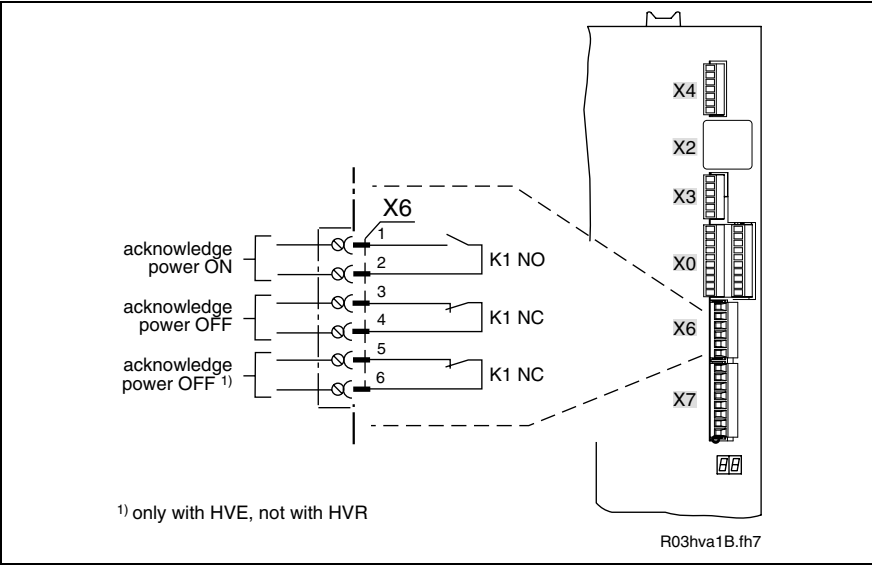 X4
X2
X3
X0
X6
X7
X6
1
2
3
4
5
6
acknowledge
power ON
K1 NO
acknowledge
power OFF
K1 NC
acknowledge
power OFF 1)
K1 NC
1) only with HVE, not with HVR
R03hva1B.fh7